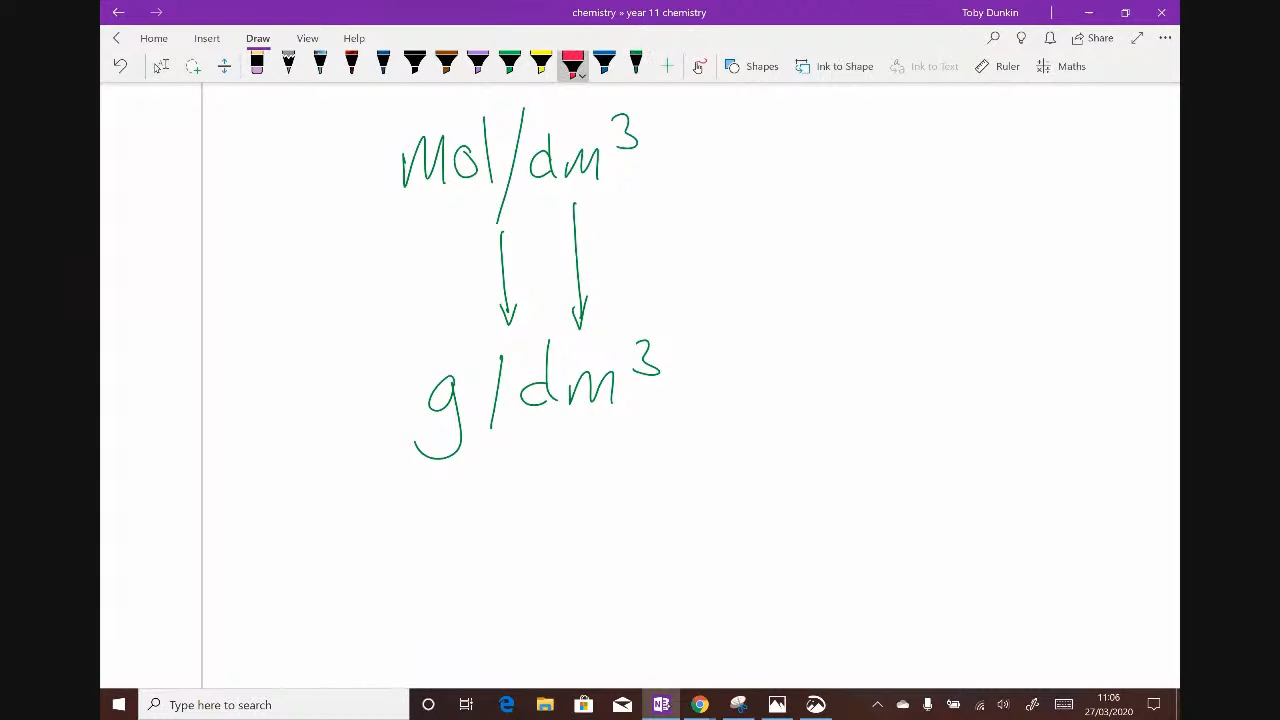 chemistry » year 11 chemistry
Toby Dunkin
Home Insert Draw View Help
Share
Shapes Ink to Shape Ink to Text Ruler Maths
mol/dm³
g/dm³
Type here to search
11:06
27/03/2020